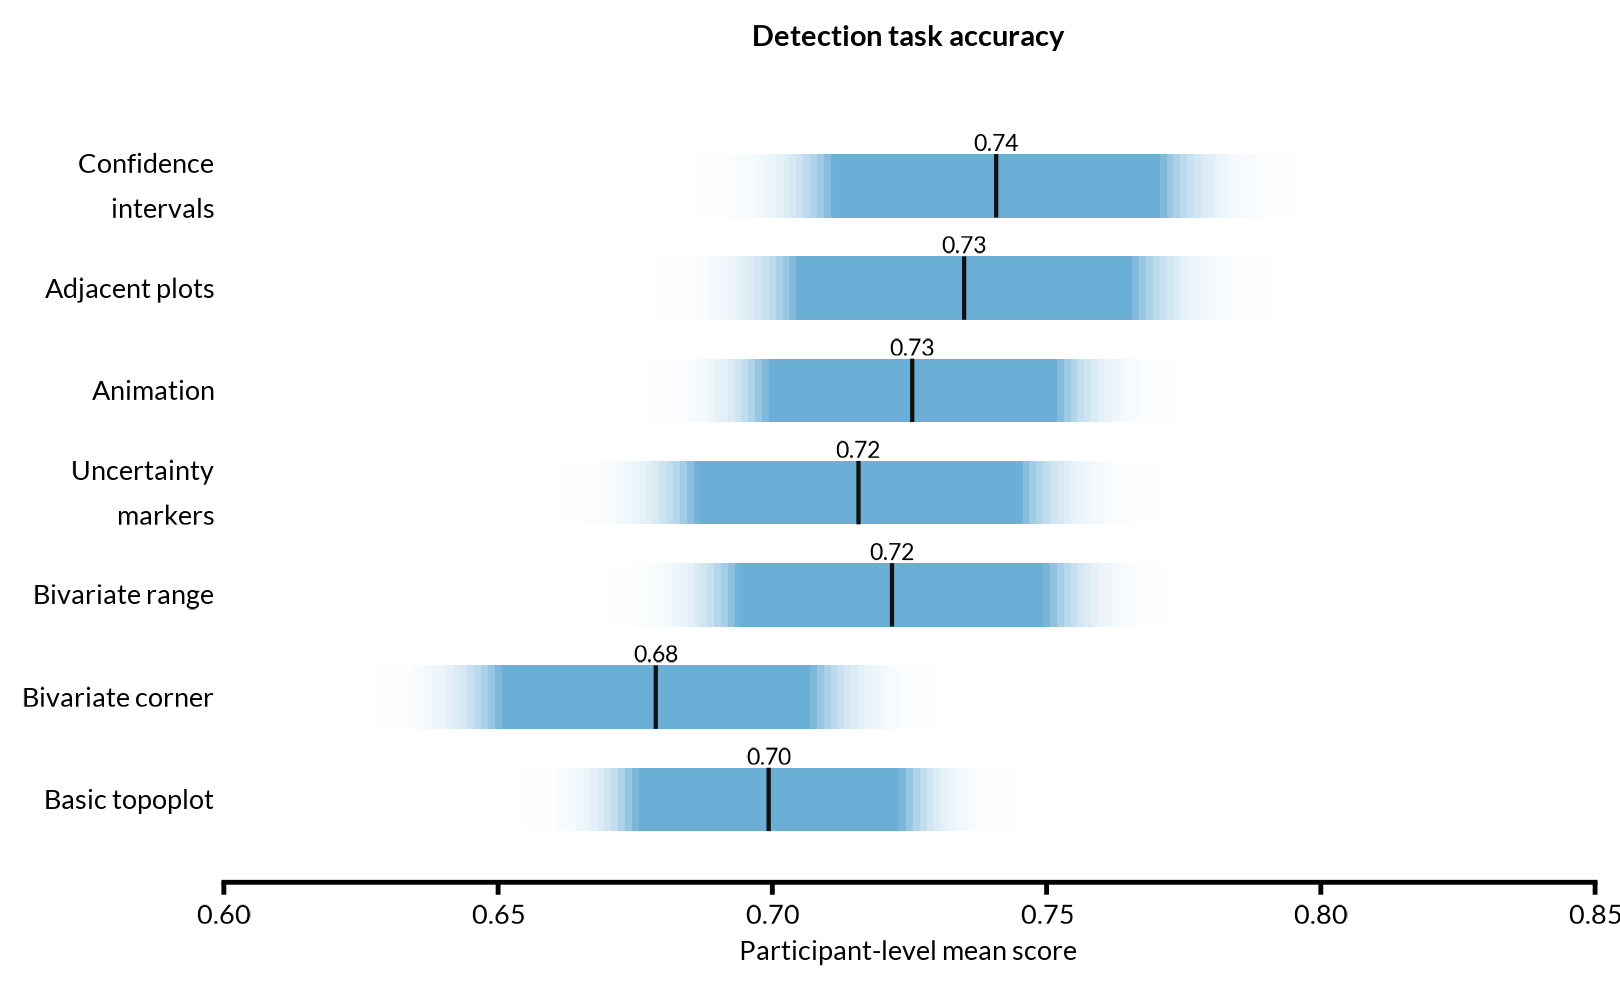 Detection task accuracy
Confidence
intervals
0.74
Adjacent plots
0.73
Animation
0.73
Uncertainty
markers
0.72
Bivariate range
0.72
Bivariate corner
0.68
Basic topoplot
0.70
0.60 0.65 0.70 0.75 0.80 0.85
Participant-level mean score